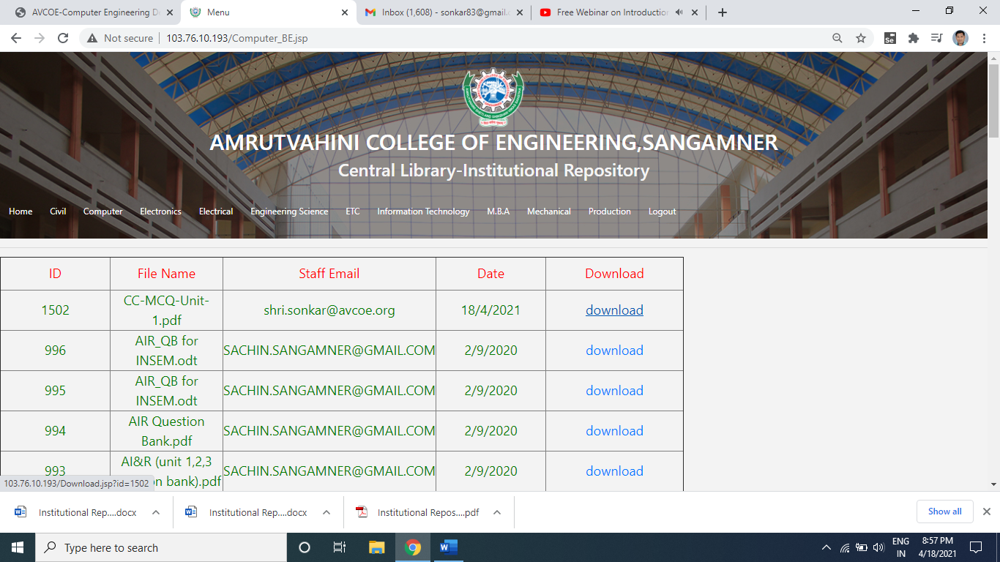 AVCOE-Computer Engineering D
Menu
Inbox (1,608) - sonkar83@gmail.
Free Webinar on Introduction
Not secure
103.76.10.193/Computer_BE.jsp
Se
AMRUTVAHINI COLLEGE OF ENGINEERING,SANGAMNER
Central Library-Institutional Repository
Home Civil Computer Electronics Electrical Engineering Science ETC Information Technology M.B.A Mechanical Production Logout
ID File Name Staff Email Date Download
1502 CC-MCQ-Unit-1.pdf shri.sonkar@avcoe.org 18/4/2021 download
996 AIR_QB for INSEM.odt SACHIN.SANGAMNER@GMAIL.COM 2/9/2020 download
995 AIR_QB for INSEM.odt SACHIN.SANGAMNER@GMAIL.COM 2/9/2020 download
994 AIR Question Bank.pdf SACHIN.SANGAMNER@GMAIL.COM 2/9/2020 download
993 AI&R (unit 1,2,3 n bank).pdf SACHIN.SANGAMNER@GMAIL.COM 2/9/2020 download
103.76.10.193/Download.jsp?id=1502
Institutional Rep....docx
Institutional Rep....docx
Institutional Repos....pdf
Show all
Type here to search
ENG
IN
8:57 PM
4/18/2021